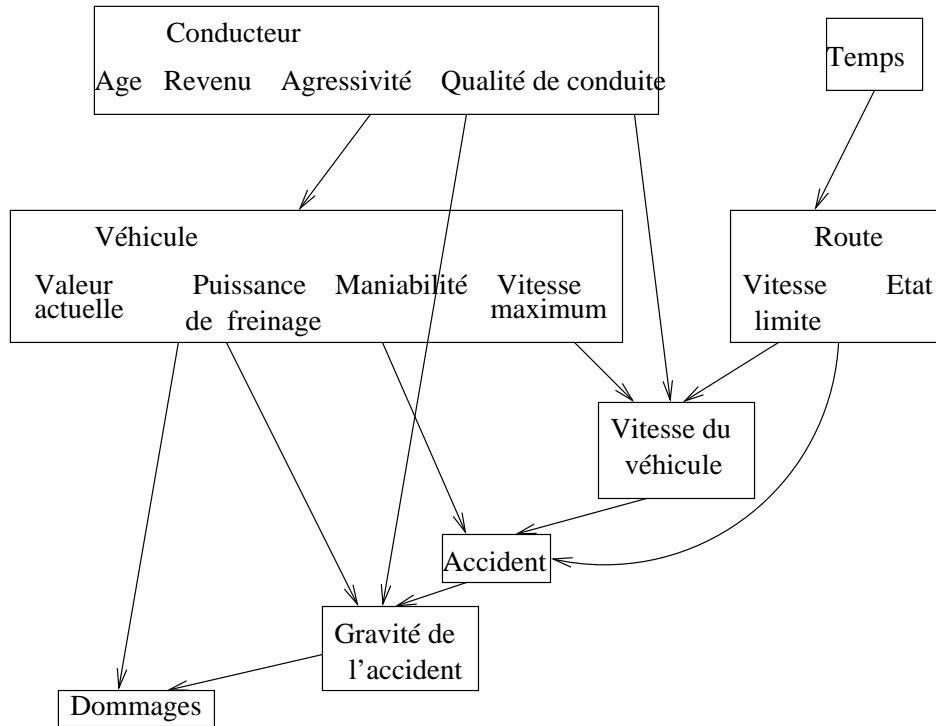 Conducteur
Age Revenu Agressivité Qualité de conduite
Temps
Véhicule
Valeur actuelle
Puissance de freinage
Maniabilité
Vitesse maximum
Route
Vitesse limite
Etat
Vitesse du
véhicule
Accident
Gravité de
l'accident
Dommages